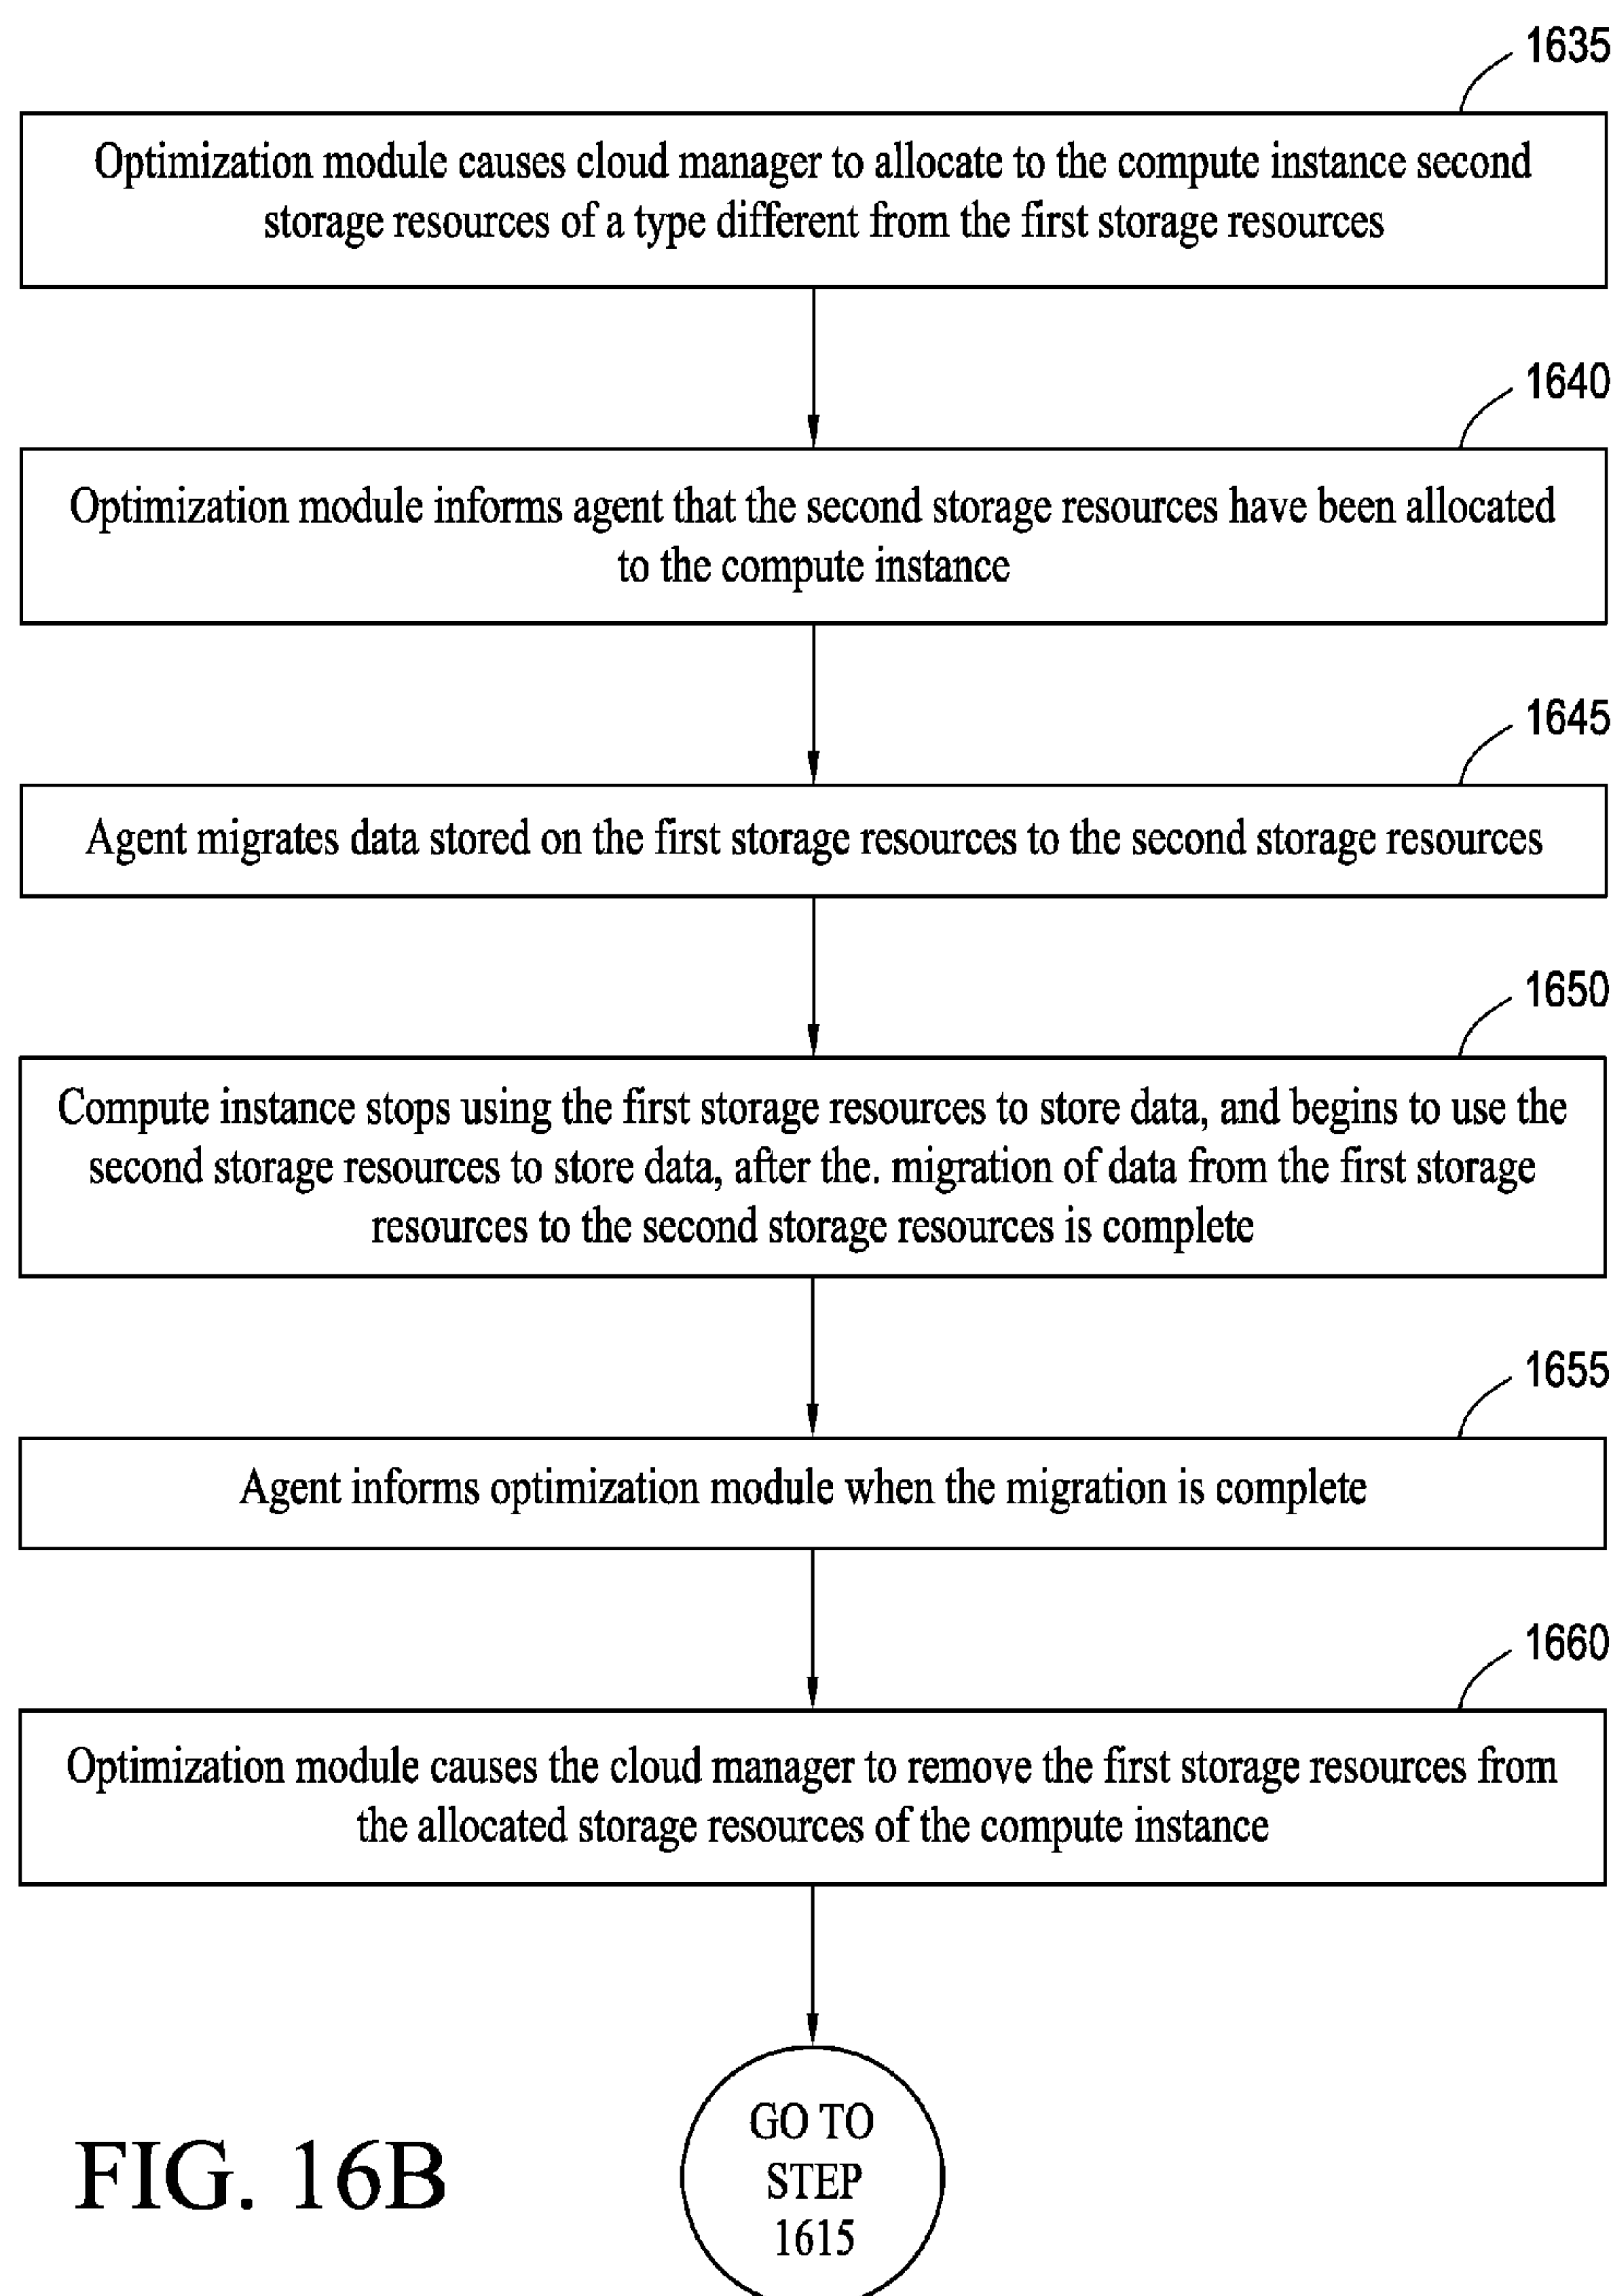 1635
Optimization module causes cloud manager to allocate to the compute instance second
storage resources of a type different from the first storage resources
1640
Optimization module informs agent that the second storage resources have been allocated
to the compute instance
1645
Agent migrates data stored on the first storage resources to the second storage resources
1650
Compute instance stops using the first storage resources to store data, and begins to use the
second storage resources to store data, after the. migration of data from the first storage
resources to the second storage resources is complete
1655
Agent informs optimization module when the migration is complete
1660
Optimization module causes the cloud manager to remove the first storage resources from
the allocated storage resources of the compute instance
GO TO
STEP
1615
FIG. 16B